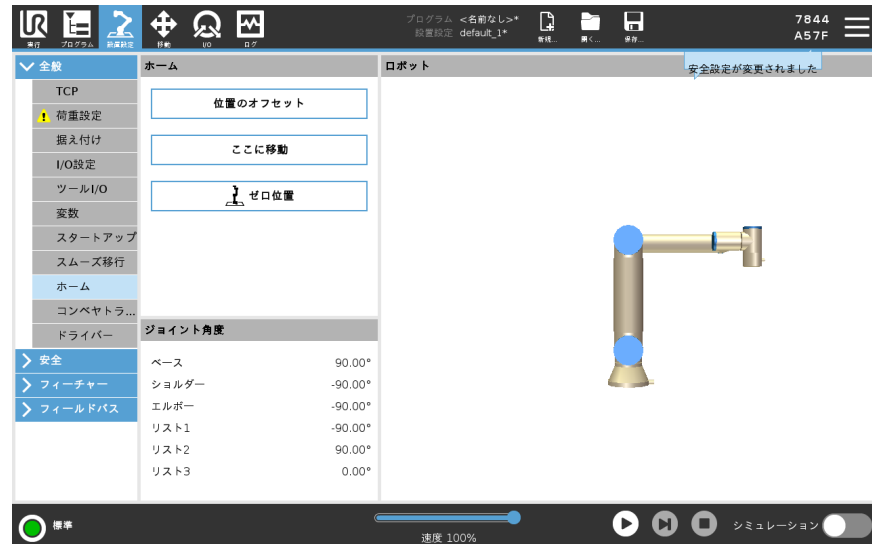 UR
実行
プログラム
設置設定
移動
I/O
ログ
プログラム <名前なし>*
設置設定 default_1*
新規...
開く...
保存...
7844
A57F
安全設定が変更されました
全般
TCP
荷重設定
据え付け
I/O設定
ツールI/O
変数
スタートアップ
スムーズ移行
ホーム
コンベヤトラ...
ドライバー
安全
フィーチャー
フィールドバス
ホーム
位置のオフセット
ここに移動
ゼロ位置
ジョイント角度
ベース 90.00°
ショルダー -90.00°
エルボー -90.00°
リスト1 -90.00°
リスト2 90.00°
リスト3 0.00°
ロボット
標準
速度 100%
シミュレーション